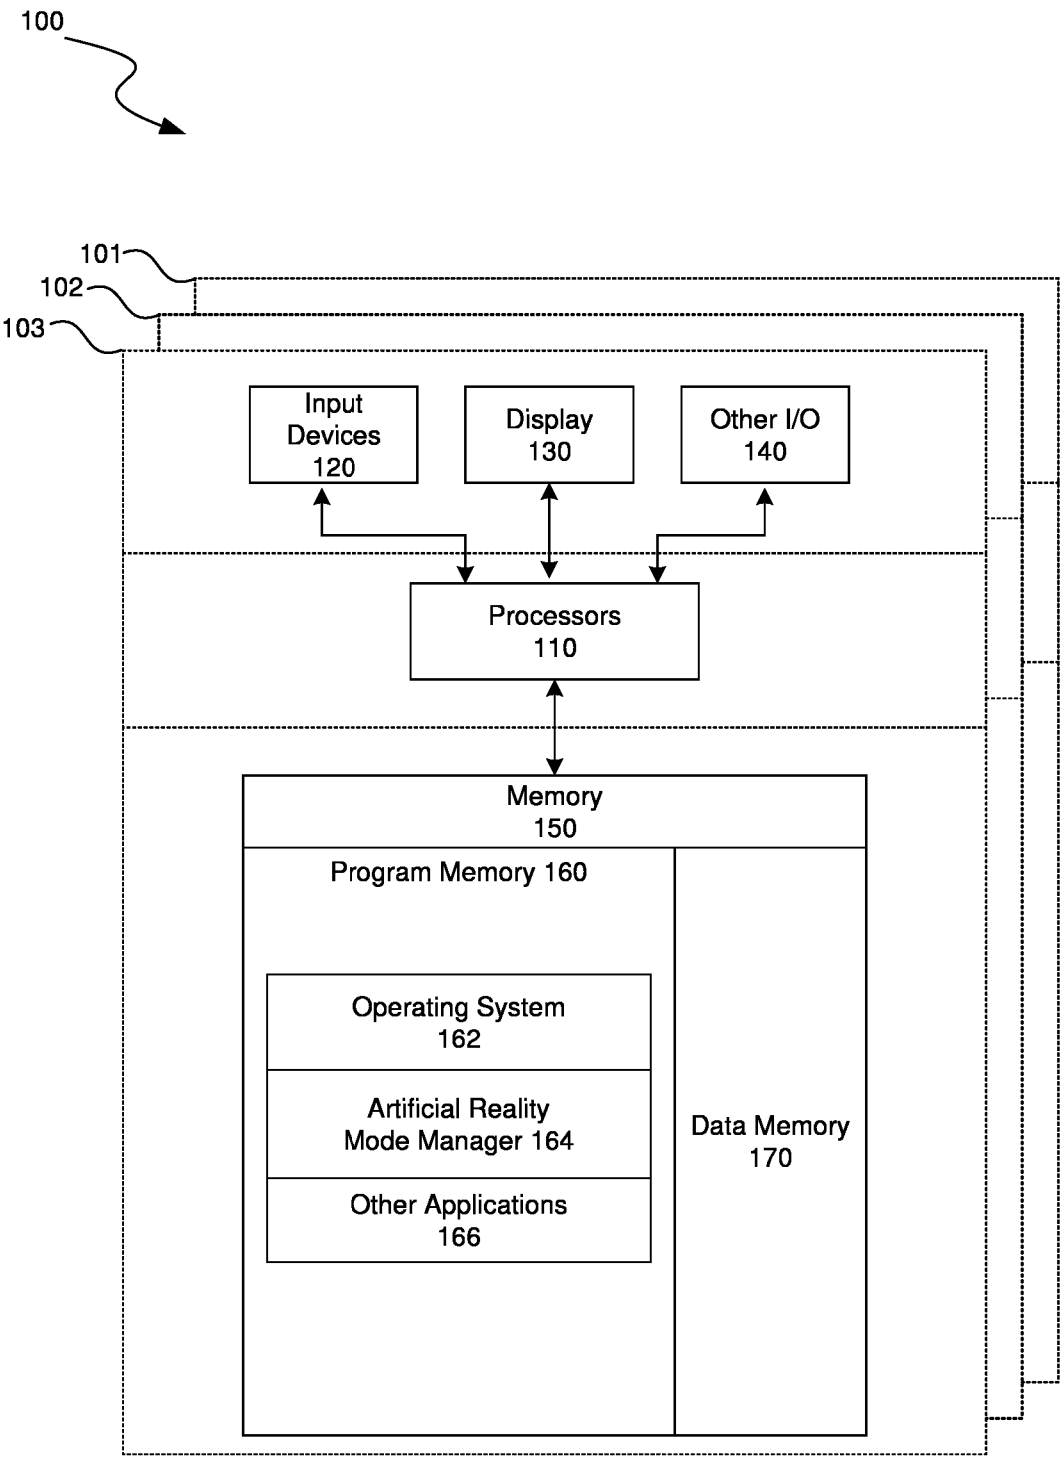 100
101
102
103
Input
Devices
120
Display
130
Other I/O
140
Processors
110
Memory
150
Program Memory 160
Operating System
162
Artificial Reality
Mode Manager 164
Other Applications
166
Data Memory
170